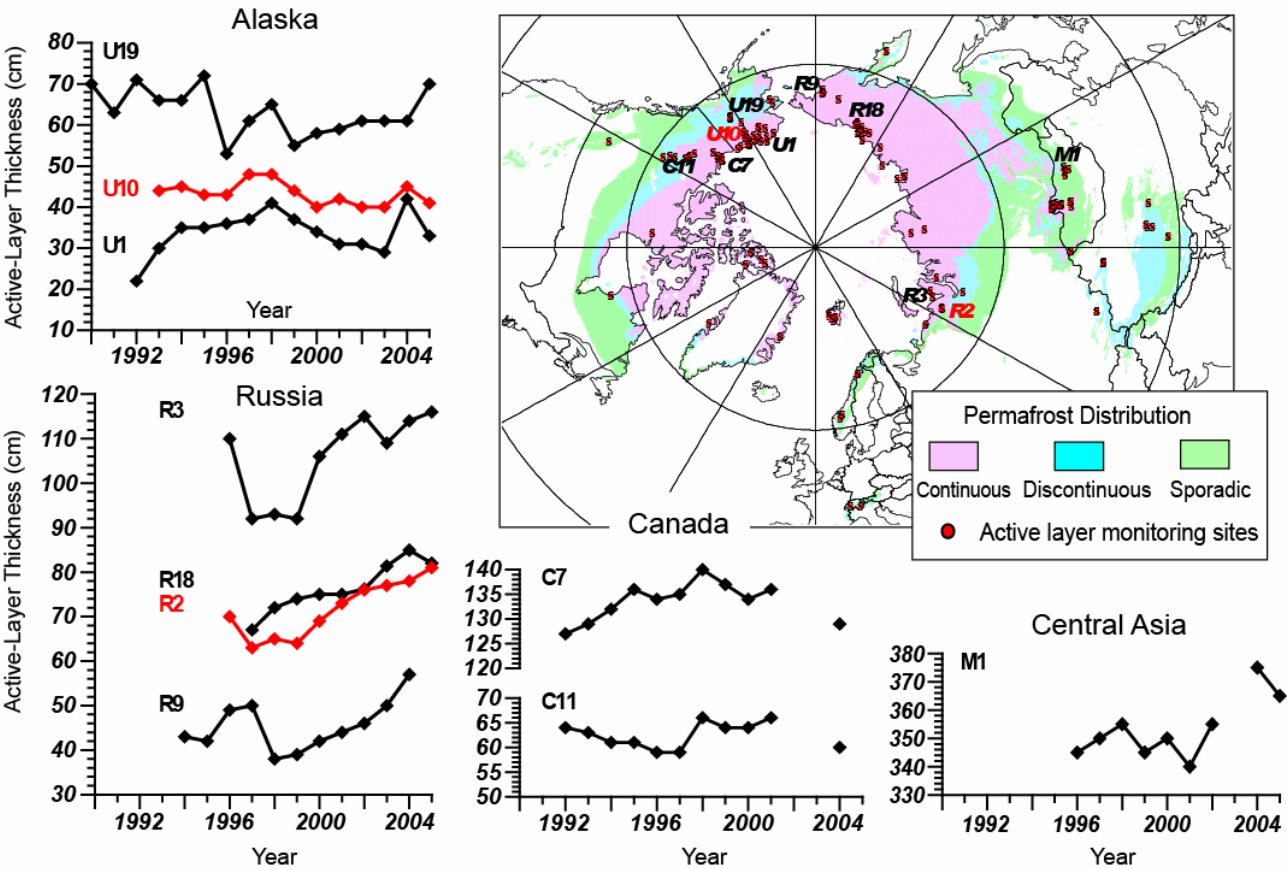 Alaska
Active-Layer Thickness (cm)
80
70
60
50
40
30
20
10
U19
U10
U1
Year
1992
1996
2000
2004
R9
R18
U19
U10
U1
C11
C7
M1
R3
R2
Permafrost Distribution
Continuous
Discontinuous
Sporadic
Active layer monitoring sites
Russia
Active-Layer Thickness (cm)
120
110
100
90
80
70
60
50
40
30
R3
R18
R2
R9
1992
1996
2000
2004
Year
Canada
140
135
130
125
120
C7
70
65
60
55
50
C11
1992
1996
2000
2004
Year
Central Asia
380
370
360
350
340
330
M1
1992
1996
2000
2004
Year